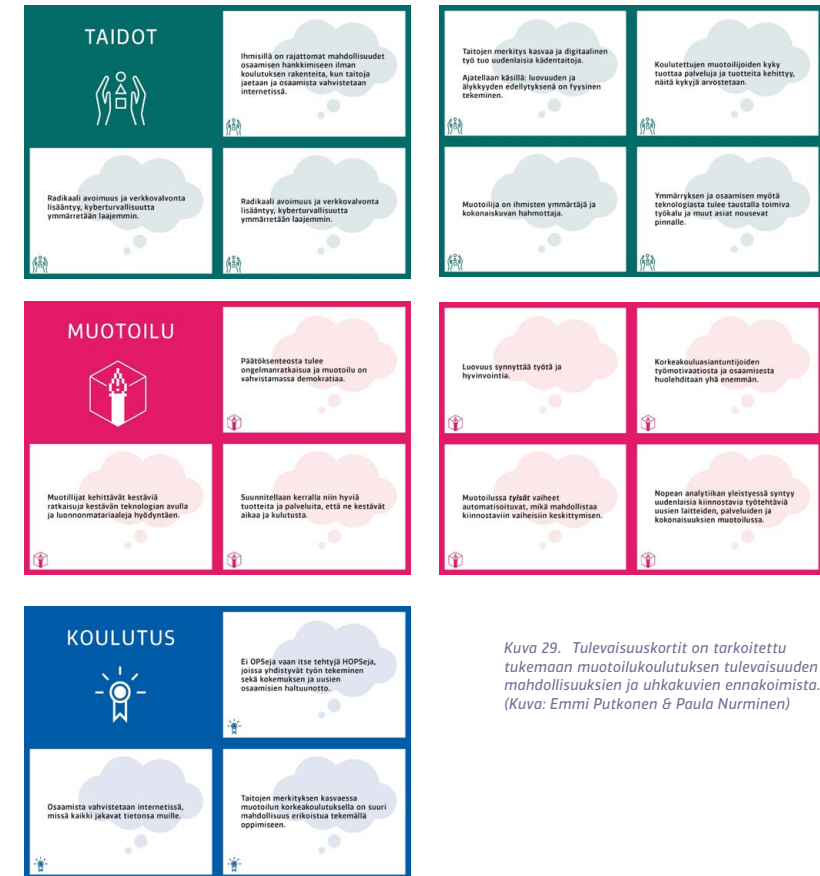 TAIDOT
Ihmisillä on rajattomat mahdollisuudet
osaamisen hankkimiseen ilman
koulutuksen rakenteita, kun taitoja
jaetaan ja osaamista vahvistetaan
internetissä.
Radikaali avoimuus ja verkkovalvonta
lisääntyy, kyberturvallisuutta
ymmärretään laajemmin.
Radikaali avoimuus ja verkkovalvonta
lisääntyy, kyberturvallisuutta
ymmärretään laajemmin.
Taitojen merkitys kasvaa ja digitaalinen
työ tuo uudenlaisia kädentaitoja.
Ajatellaan käsillä: luovuuden ja
älykkyyden edellytyksenä on fyysinen
tekeminen.
Koulutettujen muotoilijoiden kyky
tuottaa palveluja ja tuotteita kehittyy,
näitä kykyjä arvostetaan.
Muotoilija on ihmisten ymmärtäjä ja
kokonaiskuvan hahmottaja.
Ymmärryksen ja osaamisen myötä
teknologiasta tulee taustalla toimiva
työkalu ja muut asiat nousevat
pinnalle.
MUOTOILU
Päätöksenteosta tulee
ongelmanratkaisua ja muotoilu on
vahvistamassa demokratiaa.
Muotillijat kehittävät kestäviä
ratkaisuja kestävän teknologian avulla
ja luonnonmatariaaleja hyödyntäen.
Suunnitellaan kerralla niin hyviä
tuotteita ja palveluita, että ne kestävät
aikaa ja kulutusta.
Luovuus synnyttää työtä ja
hyvinvointia.
Korkeakouluasiantuntijoiden
työmotivaatiosta ja osaamisesta
huolehditaan yhä enemmän.
Muotoilussa tylsät vaiheet
automatisoituvat, mikä mahdollistaa
kiinnostaviin vaiheisiin keskittymisen.
Nopean analytiikan yleistyessä syntyy
uudenlaisia kiinnostavia työtehtäviä
uusien laitteiden, palveluiden ja
kokonaisuuksien muotoilussa.
KOULUTUS
Ei OPSeja vaan itse tehtyjä HOPSeja,
joissa yhdistyvät työn tekeminen
sekä kokemuksen ja uusien
osaamisien haltuunotto.
Osaamista vahvistetaan internetissä,
missä kaikki jakavat tietonsa muille.
Taitojen merkityksen kasvaessa
muotoilun korkeakoulutuksella on suuri
mahdollisuus erikoistua tekemällä
oppimiseen.
Kuva 29. Tulevaisuuskortit on tarkoitettu
tukemaan muotoilukoulutuksen tulevaisuuden
mahdollisuuksien ja uhkakuvien ennakoimista.
(Kuva: Emmi Putkonen & Paula Nurminen)